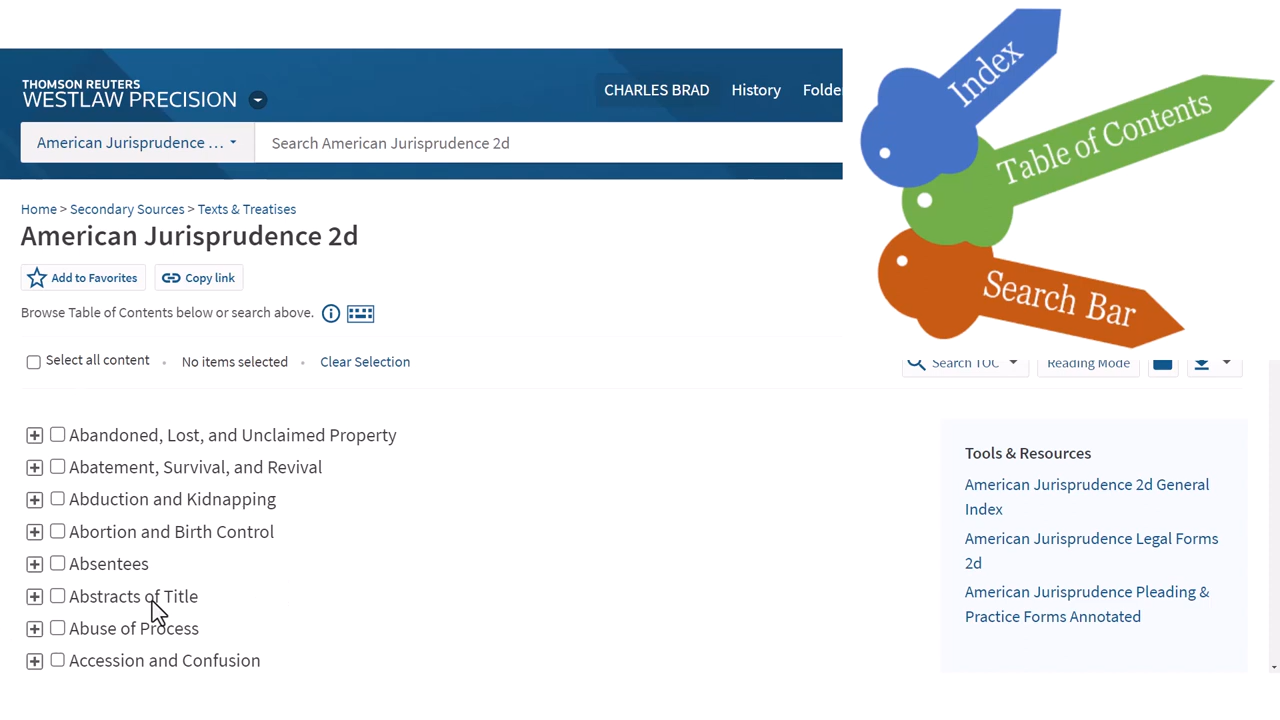 THOMSON REUTERS
WESTLAW PRECISION
CHARLES BRAD
History
Folde
American Jurisprudence ...
Search American Jurisprudence 2d
Index
Table of Contents
Search Bar
Home > Secondary Sources > Texts & Treatises
American Jurisprudence 2d
Add to Favorites
Copy link
Browse Table of Contents below or search above.
Select all content
No items selected
Clear Selection
Search TOC
Reading Mode
Abandoned, Lost, and Unclaimed Property
Abatement, Survival, and Revival
Abduction and Kidnapping
Abortion and Birth Control
Absentees
Abstracts of Title
Abuse of Process
Accession and Confusion
Tools & Resources
American Jurisprudence 2d General
Index
American Jurisprudence Legal Forms
2d
American Jurisprudence Pleading &
Practice Forms Annotated